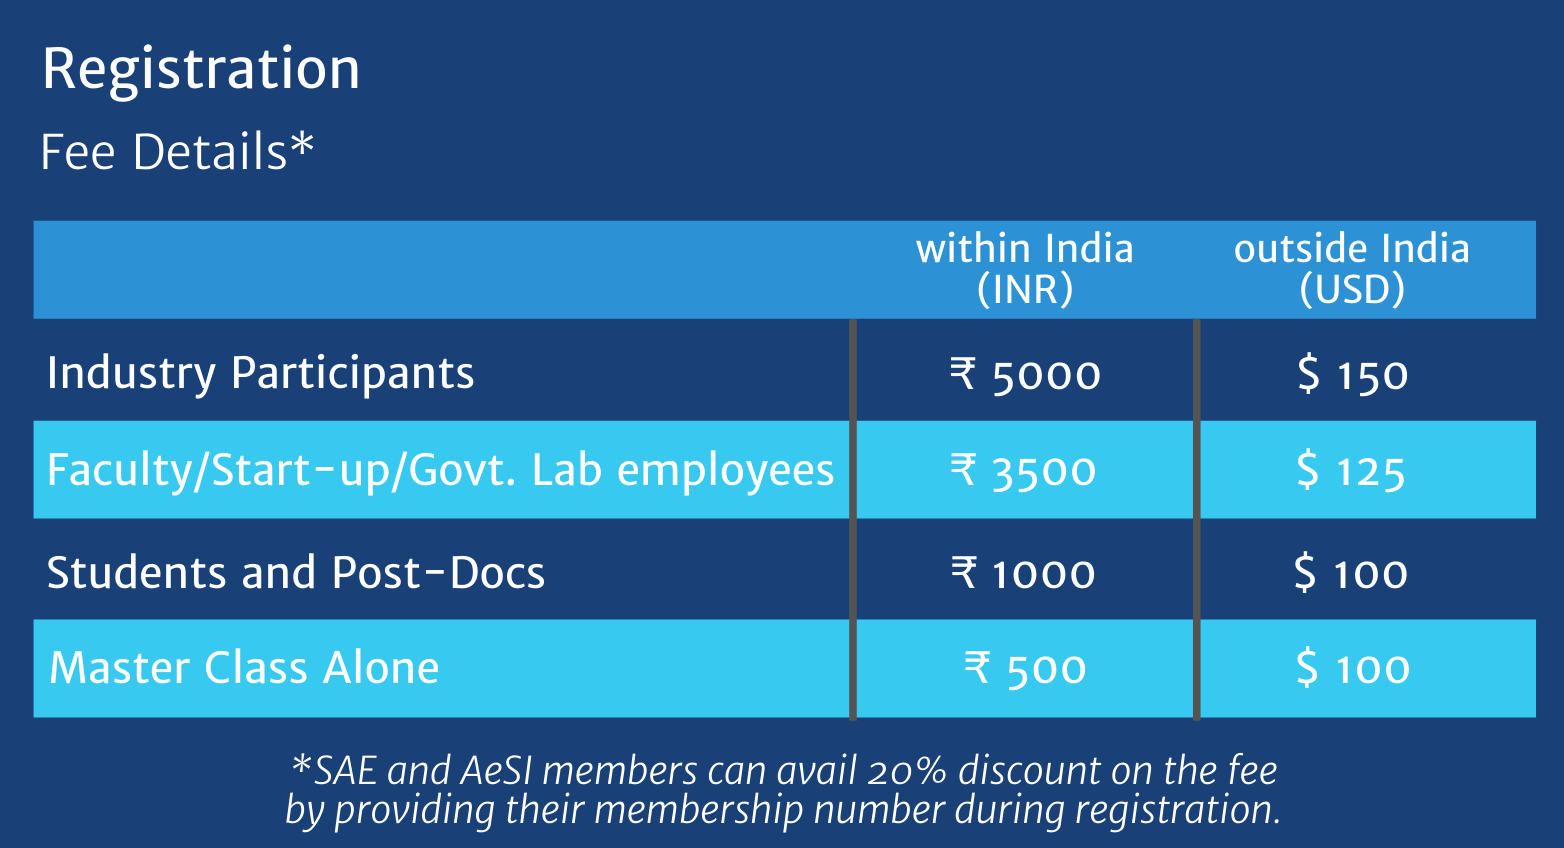 Registration
Fee Details*
within India outside India
(INR) (USD)
Industry Participants ₹ 5000 $ 150
Faculty/Start-up/Govt. Lab employees ₹ 3500 $ 125
Students and Post-Docs ₹ 1000 $ 100
Master Class Alone ₹ 500 $ 100
*SAE and AeSI members can avail 20% discount on the fee
by providing their membership number during registration.